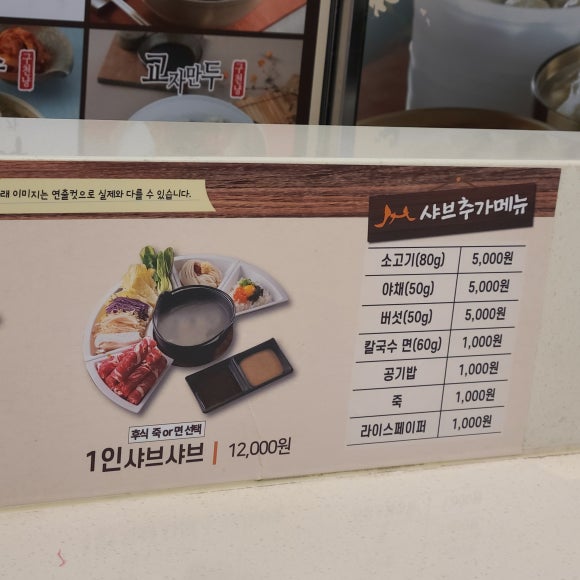 교자만두
구천냥
래 이미지는 연출컷으로 실제와 다를 수 있습니다.
샤브추가메뉴
소고기(80g) 5,000원
야채(50g) 5,000원
버섯(50g) 5,000원
칼국수 면(60g) 1,000원
공기밥 1,000원
죽 1,000원
라이스페이퍼 1,000원
후식 죽 or 면 선택
1인샤브샤브 | 12,000원